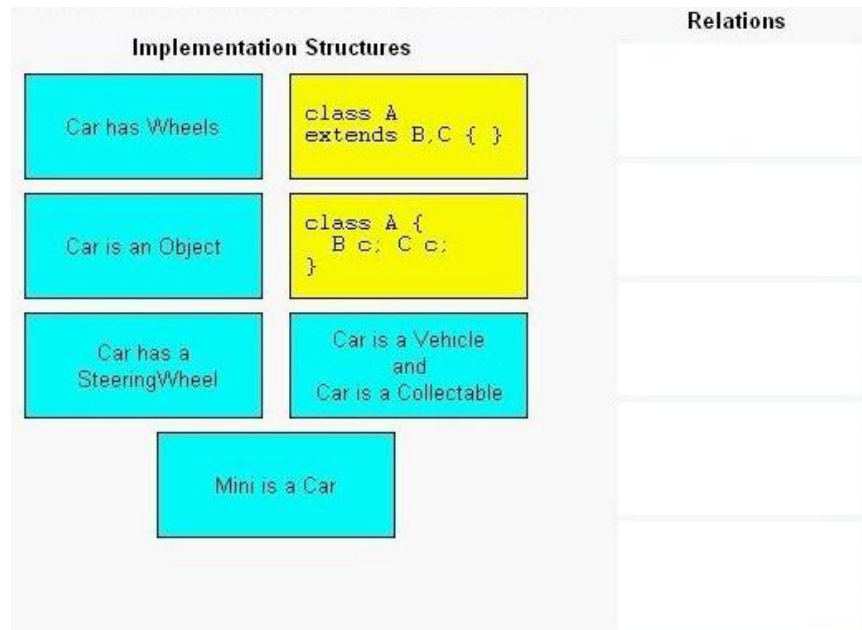 Relations
Implementation Structures
Car has Wheels
class A
extends B,C { }
Car is an Object
class A {
B c; C c;
}
Car has a
SteeringWheel
Car is a Vehicle
and
Car is a Collectable
Mini is a Car